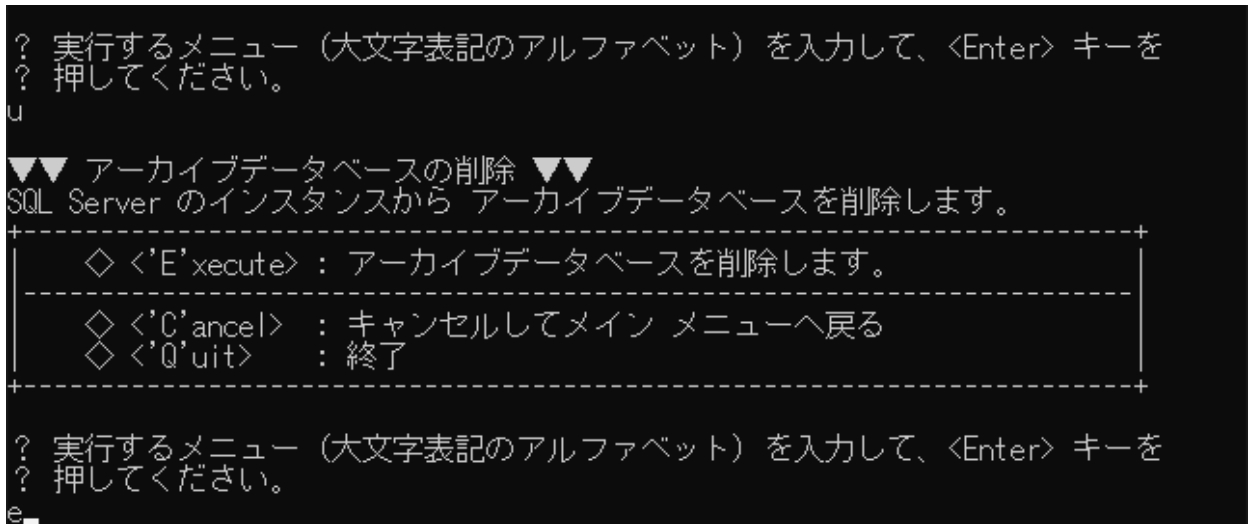 ? 実行するメニュー (大文字表記のアルファベット) を入力して、<Enter> キーを
? 押してください。
u
▼▼ アーカイブデータベースの削除 ▼▼
SQL Server のインスタンスから アーカイブデータベースを削除します。
+----------------------------------------------------------------------+
| ◇ <'E'xecute> : アーカイブデータベースを削除します。 |
|----------------------------------------------------------------------|
| ◇ <'C'ancel> : キャンセルしてメイン メニューへ戻る |
| ◇ <'Q'uit> : 終了 |
+----------------------------------------------------------------------+
? 実行するメニュー (大文字表記のアルファベット) を入力して、<Enter> キーを
? 押してください。
e